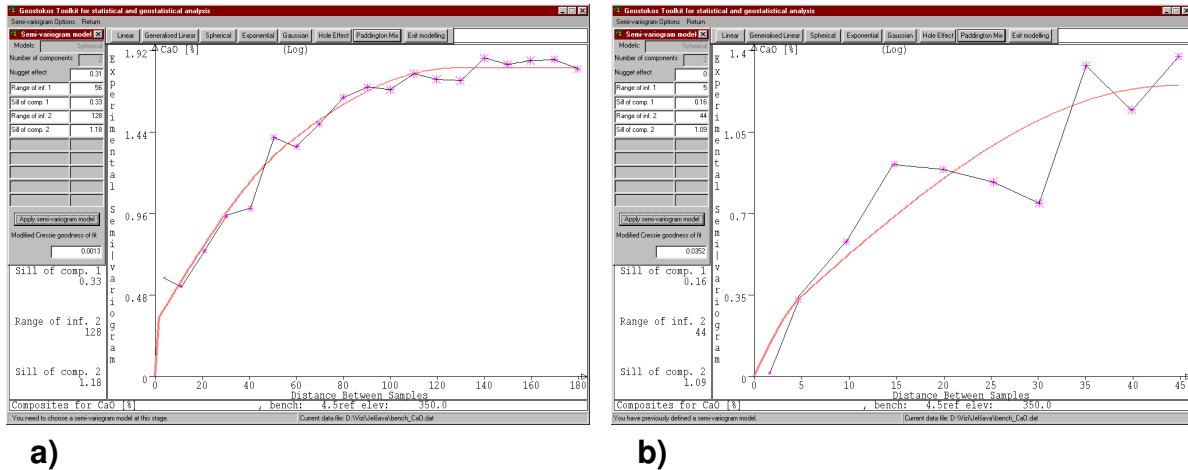 Geostokos Toolkit for statistical and geostatistical analysis
Semi-variogram Options Return
Semi-variogram model
Models: Spherical
Number of components 2
Nugget effect 0.31
Range of inf. 1 56
Sill of comp. 1 0.33
Range of inf. 2 128
Sill of comp. 2 1.18
Apply semi-variogram model
Modified Cressie goodness of fit
0.0013
Sill of comp. 1
0.33
Range of inf. 2
128
Sill of comp. 2
1.18
Linear Generalised Linear Spherical Exponential Gaussian Hole Effect Paddington Mix Exit modelling
CaO [%] (Log)
Experimental Semi-variogram
1.92
1.44
0.96
0.48
0
0 20 40 60 80 100 120 140 160 180
Distance Between Samples
Composites for CaO [%] , bench: 4.5ref elev: 350.0
You need to choose a semi-variogram model at this stage. Current data file: D:\Vizi\Jelšava\bench_CaO.dat
a)
Geostokos Toolkit for statistical and geostatistical analysis
Semi-variogram Options Return
Semi-variogram model
Models: Spherical
Number of components 2
Nugget effect 0
Range of inf. 1 5
Sill of comp. 1 0.16
Range of inf. 2 44
Sill of comp. 2 1.09
Apply semi-variogram model
Modified Cressie goodness of fit
0.0352
Sill of comp. 1
0.16
Range of inf. 2
44
Sill of comp. 2
1.09
Linear Generalised Linear Spherical Exponential Gaussian Hole Effect Paddington Mix Exit modelling
CaO [%] (Log)
Experimental Semi-variogram
1.4
1.05
0.7
0.35
0
0 5 10 15 20 25 30 35 40 45
Distance Between Samples
Composites for CaO [%] , bench: 4.5ref elev: 350.0
You have previously defined a semi-variogram model. Current data file: D:\Vizi\Jelšava\bench_CaO.dat
b)